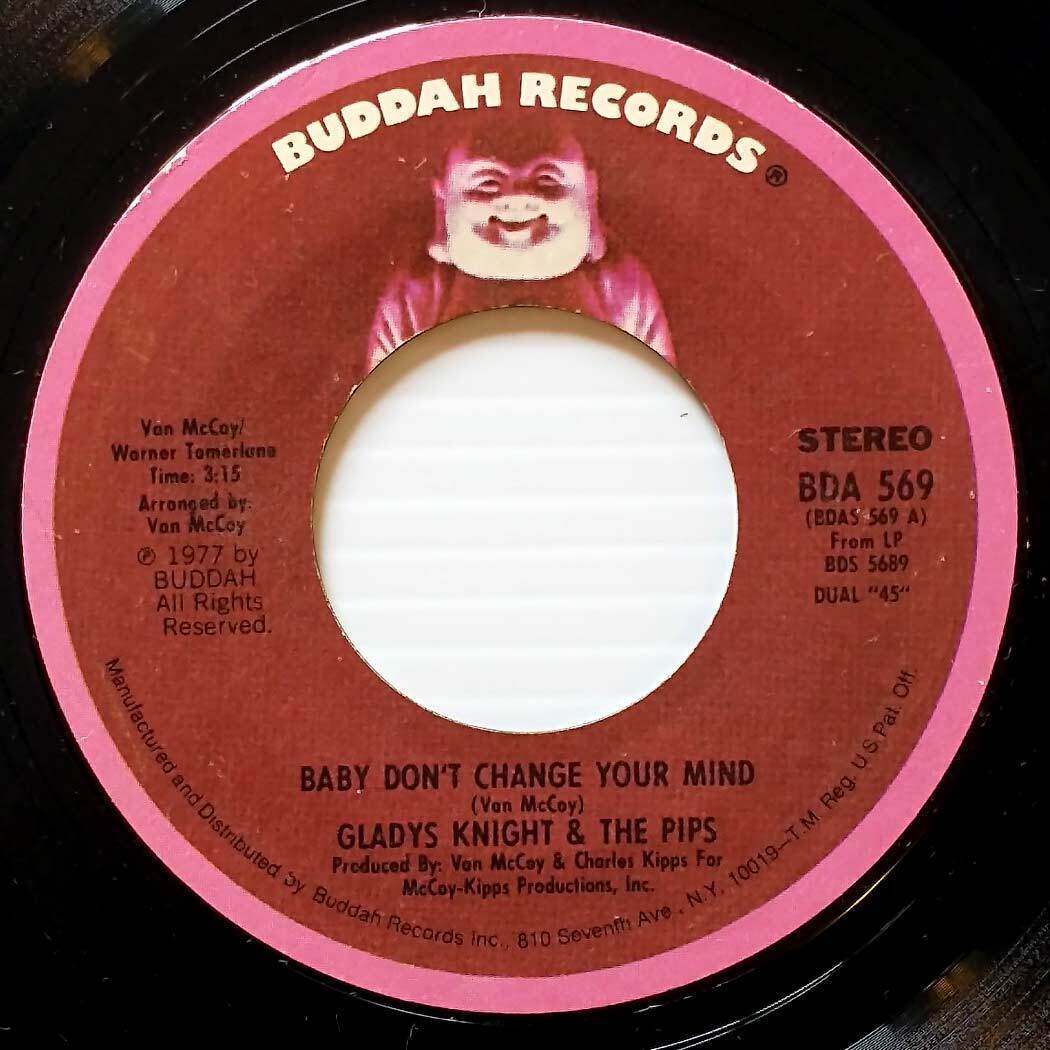 BUDDAH RECORDS®
Van McCoy/
Warner Tamerlane
Time: 3:15
Arranged by:
Van McCoy
℗ 1977 by
BUDDAH
All Rights
Reserved.
STEREO
BDA 569
(BDAS 569 A)
From LP
BDS 5689
DUAL "45"
BABY DON'T CHANGE YOUR MIND
(Van McCoy)
GLADYS KNIGHT & THE PIPS
Produced By: Van McCoy & Charles Kipps For
McCoy-Kipps Productions, Inc.
Manufactured and Distributed by Buddah Records Inc., 810 Seventh Ave., N.Y. 10019—T.M. Reg. U.S. Pat. Off.